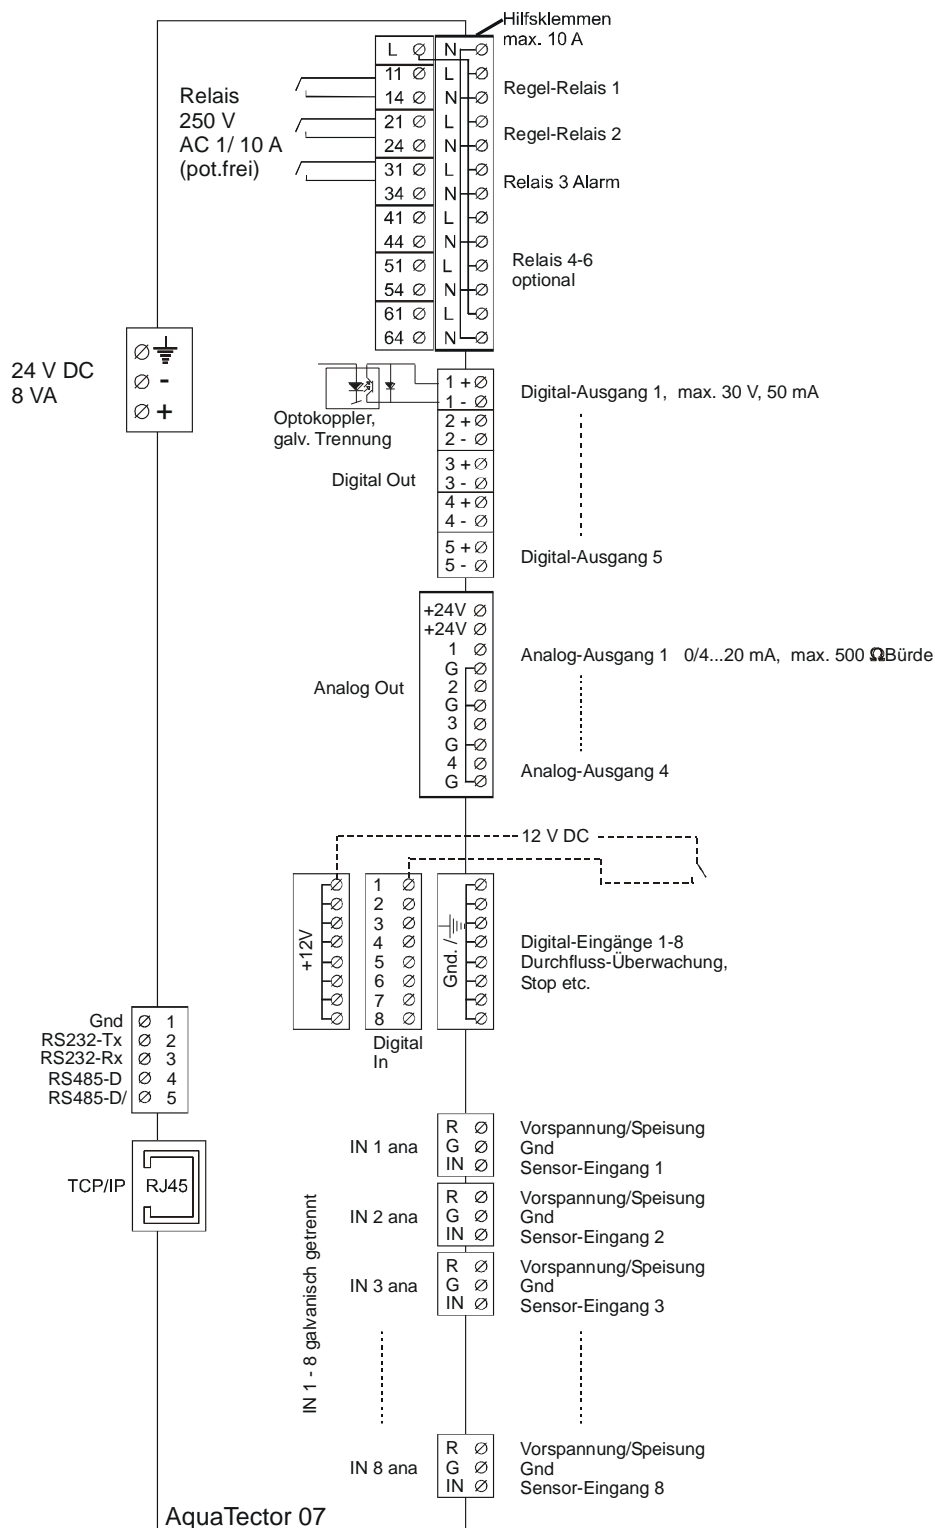 Hilfsklemmen
max. 10 A
L N
11 L
14 N
21 L
24 N
31 L
34 N
41 L
44 N
51 L
54 N
61 L
64 N
Relais
250 V
AC 1/ 10 A
(pot.frei)
Regel-Relais 1
Regel-Relais 2
Relais 3 Alarm
Relais 4-6
optional
24 V DC
8 VA
-
+
Optokoppler,
galv. Trennung
Digital Out
1 +
1 -
2 +
2 -
3 +
3 -
4 +
4 -
5 +
5 -
Digital-Ausgang 1, max. 30 V, 50 mA
Digital-Ausgang 5
Analog Out
+24V
+24V
1
G
2
G
3
G
4
G
Analog-Ausgang 1 0/4...20 mA, max. 500 ΩBürde
Analog-Ausgang 4
12 V DC
+12V
1
2
3
4
5
6
7
8
Digital
In
Gnd. /
Digital-Eingänge 1-8
Durchfluss-Überwachung,
Stop etc.
Gnd 1
RS232-Tx 2
RS232-Rx 3
RS485-D 4
RS485-D/ 5
TCP/IP RJ45
IN 1 - 8 galvanisch getrennt
IN 1 ana
R Vorspannung/Speisung
G Gnd
IN Sensor-Eingang 1
IN 2 ana
R Vorspannung/Speisung
G Gnd
IN Sensor-Eingang 2
IN 3 ana
R Vorspannung/Speisung
G Gnd
IN Sensor-Eingang 3
IN 8 ana
R Vorspannung/Speisung
G Gnd
IN Sensor-Eingang 8
AquaTector 07